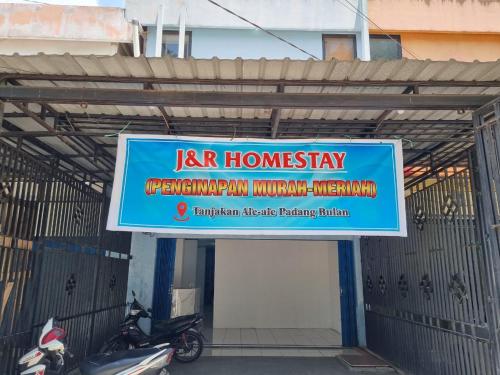 J&R HOMESTAY
(PENGINAPAN MURAH-MERIAH)
Tanjakan Ale-ale Padang Bulan